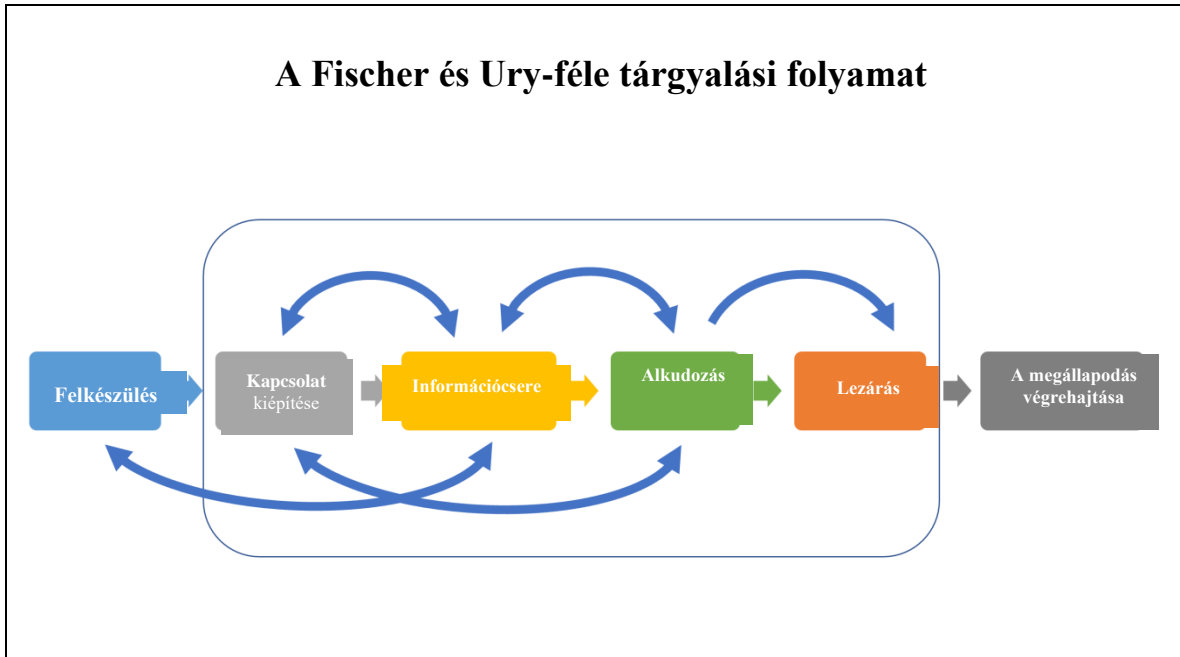 A Fischer és Ury-féle tárgyalási folyamat
Felkészülés
Kapcsolat
kiépítése
Információcsere
Alkudozás
Lezárás
A megállapodás
végrehajtása